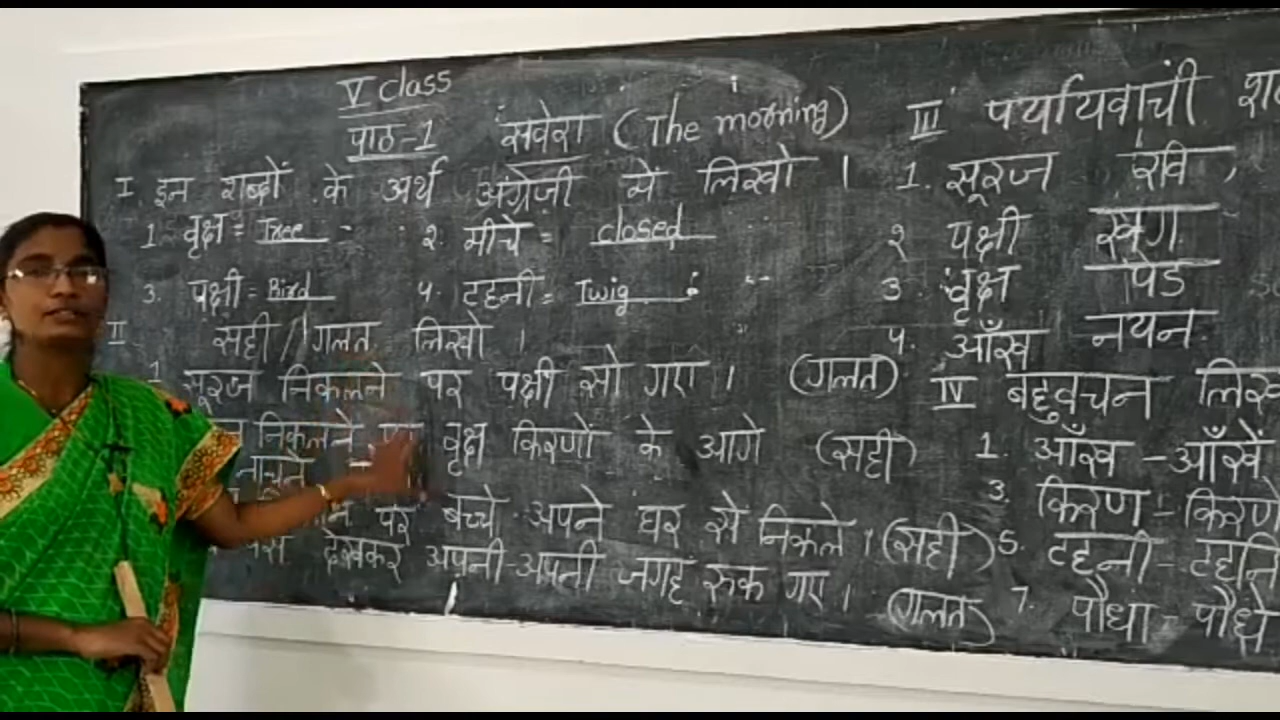 V class
पाठ-1 सवेरा (The morning)
I. इन शब्दों के अर्थ अंग्रेज़ी में लिखो ।
1. वृक्ष = Tree २. मीचे = closed
3. पक्षी = Bird ५. टहनी = Twig
II. सही / गलत लिखो ।
1 सूरज निकलने पर पक्षी सो गए । (गलत)
निकलने पर वृक्ष किरणों के आगे (सही)
नाचने
पर बच्चे अपने घर से निकले । (सही)
देखकर अपनी-अपनी जगह रुक गए । (गलत)
III पर्यायवाची
1. सूरज रवि,
२ पक्षी खग
3. वृक्ष पेड
५. आँख नयन
IV बहुवचन
1. आँख - आँखें
3. किरण - किरणे
5. टहनी -
7. पौधा - पौधे